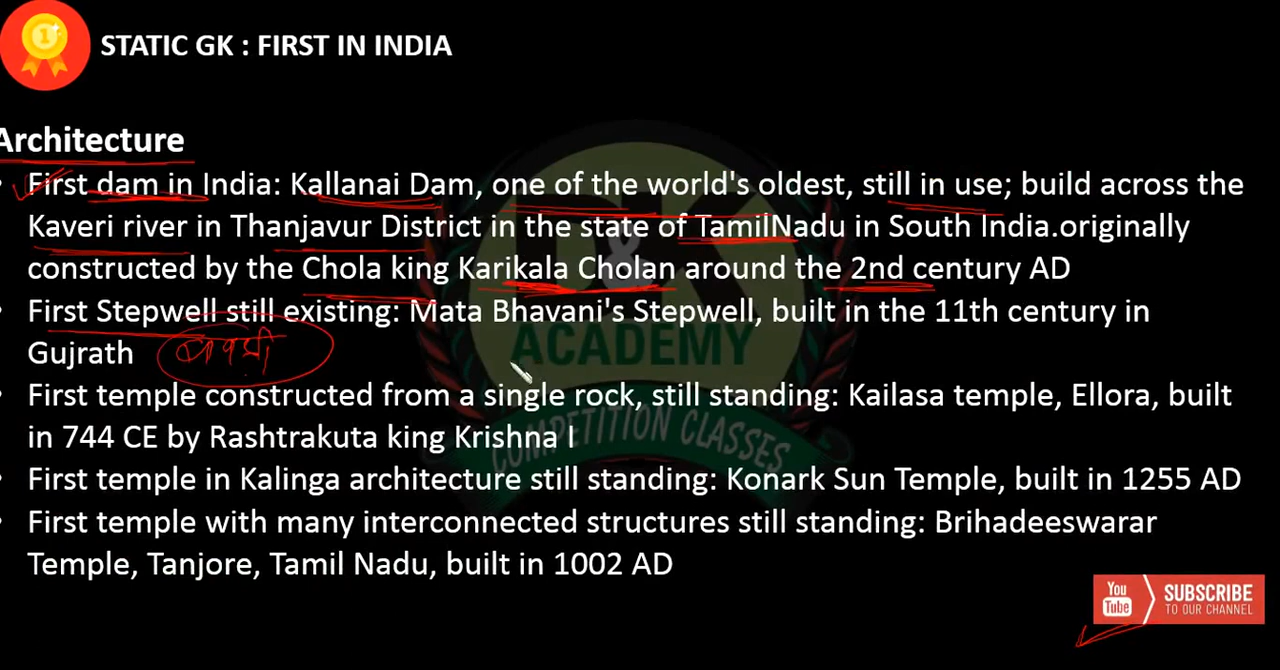 1
STATIC GK : FIRST IN INDIA
Architecture
• First dam in India: Kallanai Dam, one of the world's oldest, still in use; build across the
Kaveri river in Thanjavur District in the state of TamilNadu in South India.originally
constructed by the Chola king Karikala Cholan around the 2nd century AD
• First Stepwell still existing: Mata Bhavani's Stepwell, built in the 11th century in
Gujrath
• First temple constructed from a single rock, still standing: Kailasa temple, Ellora, built
in 744 CE by Rashtrakuta king Krishna I
• First temple in Kalinga architecture still standing: Konark Sun Temple, built in 1255 AD
• First temple with many interconnected structures still standing: Brihadeeswarar
Temple, Tanjore, Tamil Nadu, built in 1002 AD
ACADEMY
COMPETITION CLASSES
You
Tube
SUBSCRIBE
TO OUR CHANNEL